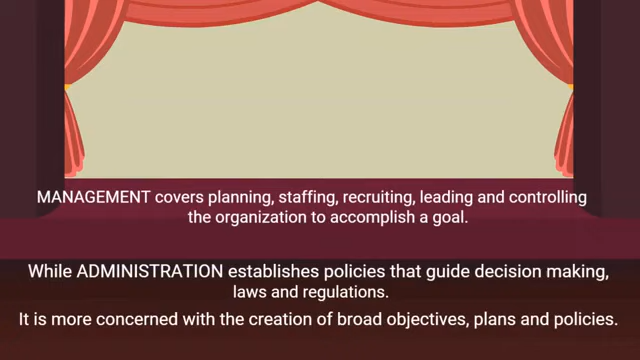 MANAGEMENT covers planning, staffing, recruiting, leading and controlling
the organization to accomplish a goal.
While ADMINISTRATION establishes policies that guide decision making,
laws and regulations.
It is more concerned with the creation of broad objectives, plans and policies.